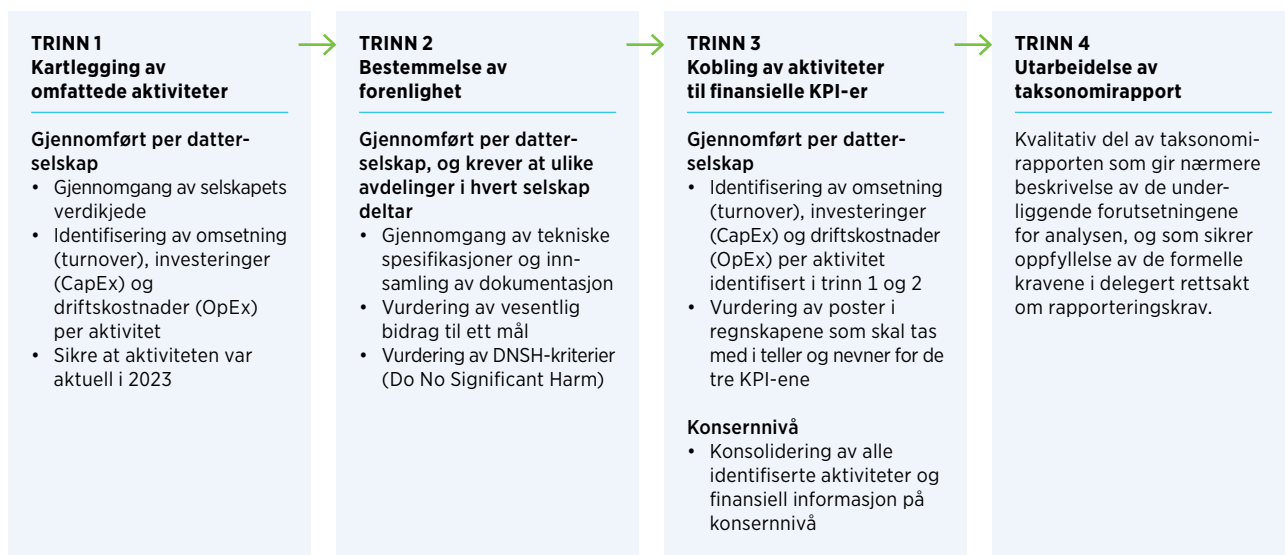 TRINN 1
Kartlegging av
omfattede aktiviteter
Gjennomført per datter-
selskap
• Gjennomgang av selskapets
verdikjede
• Identifisering av omsetning
(turnover), investeringer
(CapEx) og
driftskostnader (OpEx)
per aktivitet
• Sikre at aktiviteten var
aktuell i 2023
TRINN 2
Bestemmelse av
forenlighet
Gjennomført per datter-
selskap, og krever at ulike
avdelinger i hvert selskap
deltar
• Gjennomgang av tekniske
spesifikasjoner og inn-
samling av dokumentasjon
• Vurdering av vesentlig
bidrag til ett mål
• Vurdering av DNSH-kriterier
(Do No Significant Harm)
TRINN 3
Kobling av aktiviteter
til finansielle KPI-er
Gjennomført per datter-
selskap
• Identifisering av omsetning
(turnover), investeringer
(CapEx) og driftskostnader
(OpEx) per aktivitet
identifisert i trinn 1 og 2
• Vurdering av poster i
regnskapene som skal tas
med i teller og nevner for de
tre KPI-ene
Konsernnivå
• Konsolidering av alle
identifiserte aktiviteter og
finansiell informasjon på
konsernnivå
TRINN 4
Utarbeidelse av
taksonomirapport
Kvalitativ del av taksonomi-
rapporten som gir nærmere
beskrivelse av de under-
liggende forutsetningene
for analysen, og som sikrer
oppfyllelse av de formelle
kravene i delegert rettsakt
om rapporteringskrav.